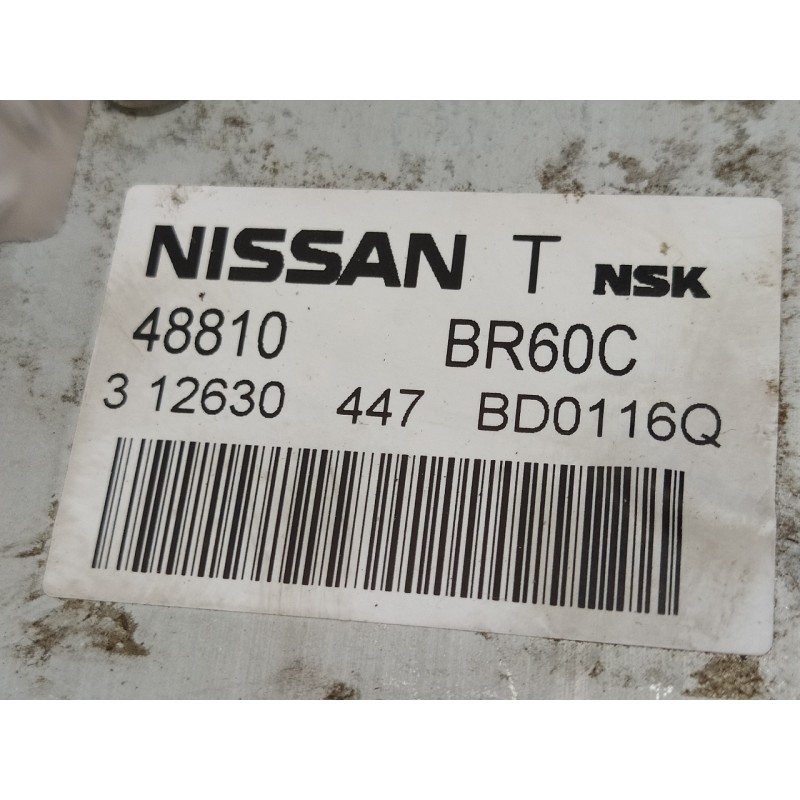 NISSAN T NSK
48810 BR60C
3 12630 447 BD0116Q